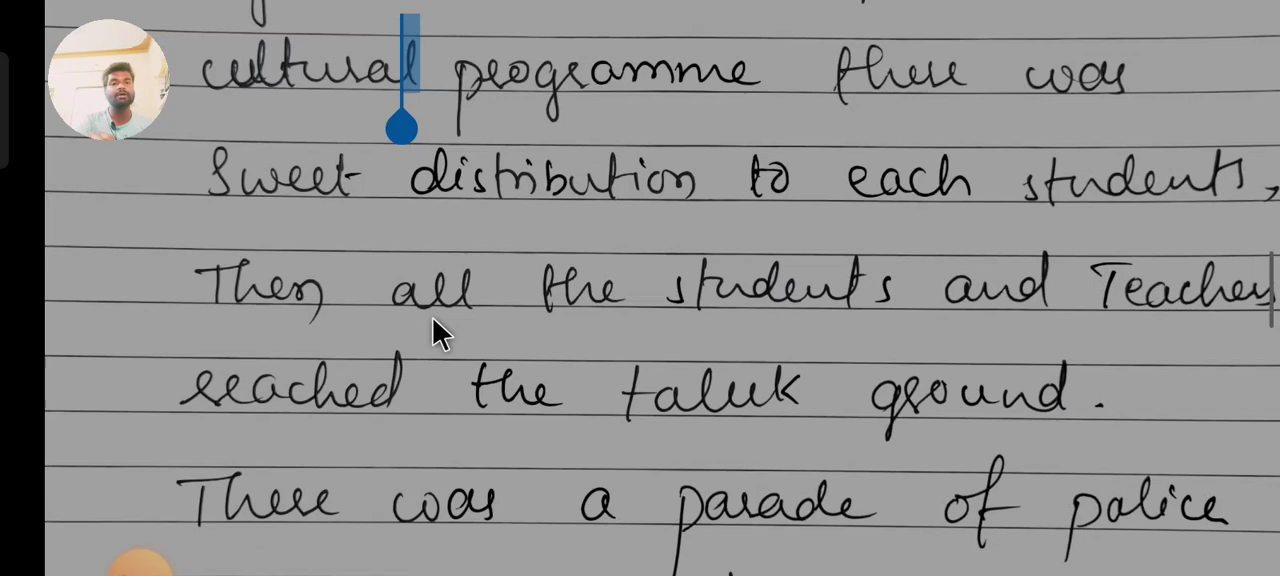 cultural programme there was
Sweet distribution to each students,
Then all the students and Teachers
reached the taluk ground.
There was a parade of police